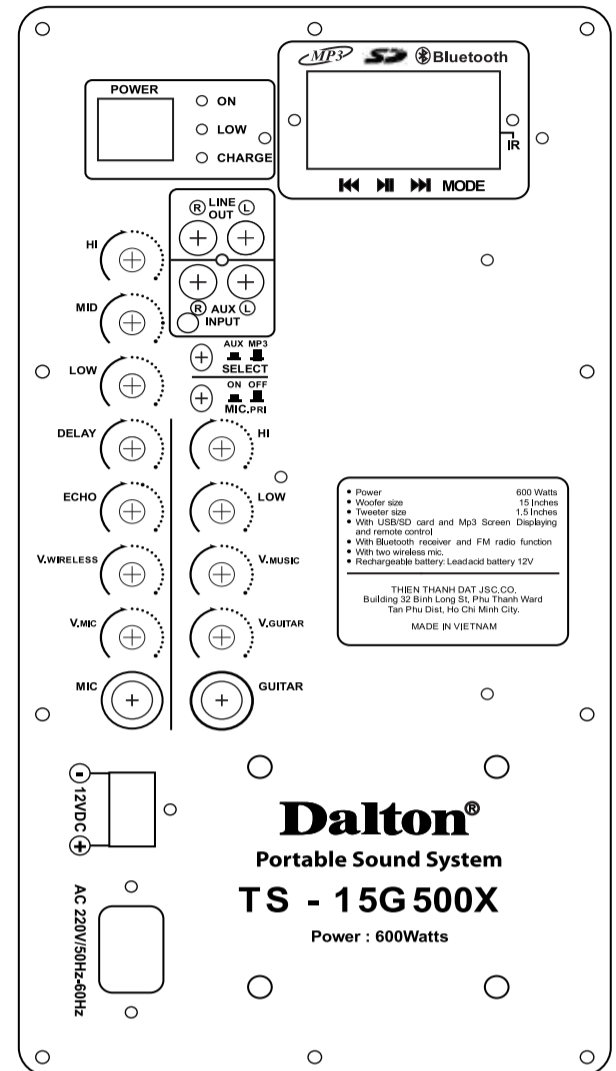 MP3 SD Bluetooth
POWER
ON
LOW
CHARGE
IR
MODE
R LINE L
OUT
R AUX L
INPUT
AUX MP3
SELECT
ON OFF
MIC.PRI
HI
MID
LOW
DELAY
ECHO
V.WIRELESS
V.MIC
MIC
HI
LOW
V.MUSIC
V.GUITAR
GUITAR
• Power 600 Watts
• Woofer size 15 Inches
• Tweeter size 1.5 Inches
• With USB/SD card and Mp3 Screen Displaying
and remote control
• With Bluetooth receiver and FM radio function
• With two wireless mic.
• Rechargeable battery: Leadacid battery 12V
THIEN THANH DAT JSC.CO.
Building 32 Binh Long St, Phu Thanh Ward
Tan Phu Dist, Ho Chi Minh City.
MADE IN VIETNAM
- 12VDC +
AC 220V/50Hz-60Hz
Dalton®
Portable Sound System
TS - 15G500X
Power : 600Watts